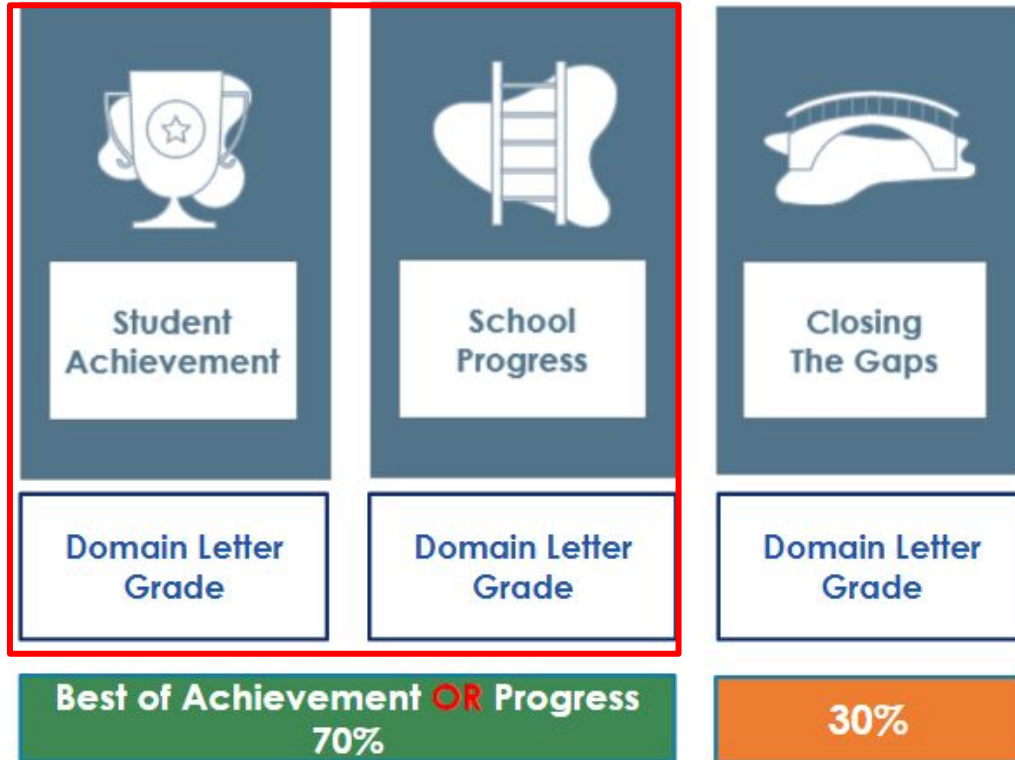 Student
Achievement
School
Progress
Closing
The Gaps
Domain Letter
Grade
Domain Letter
Grade
Domain Letter
Grade
Best of Achievement OR Progress
70%
30%